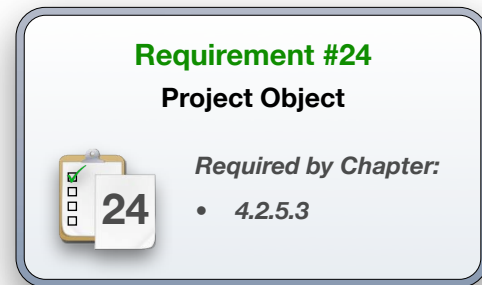 Requirement #24
Project Object
Required by Chapter:
24
• 4.2.5.3